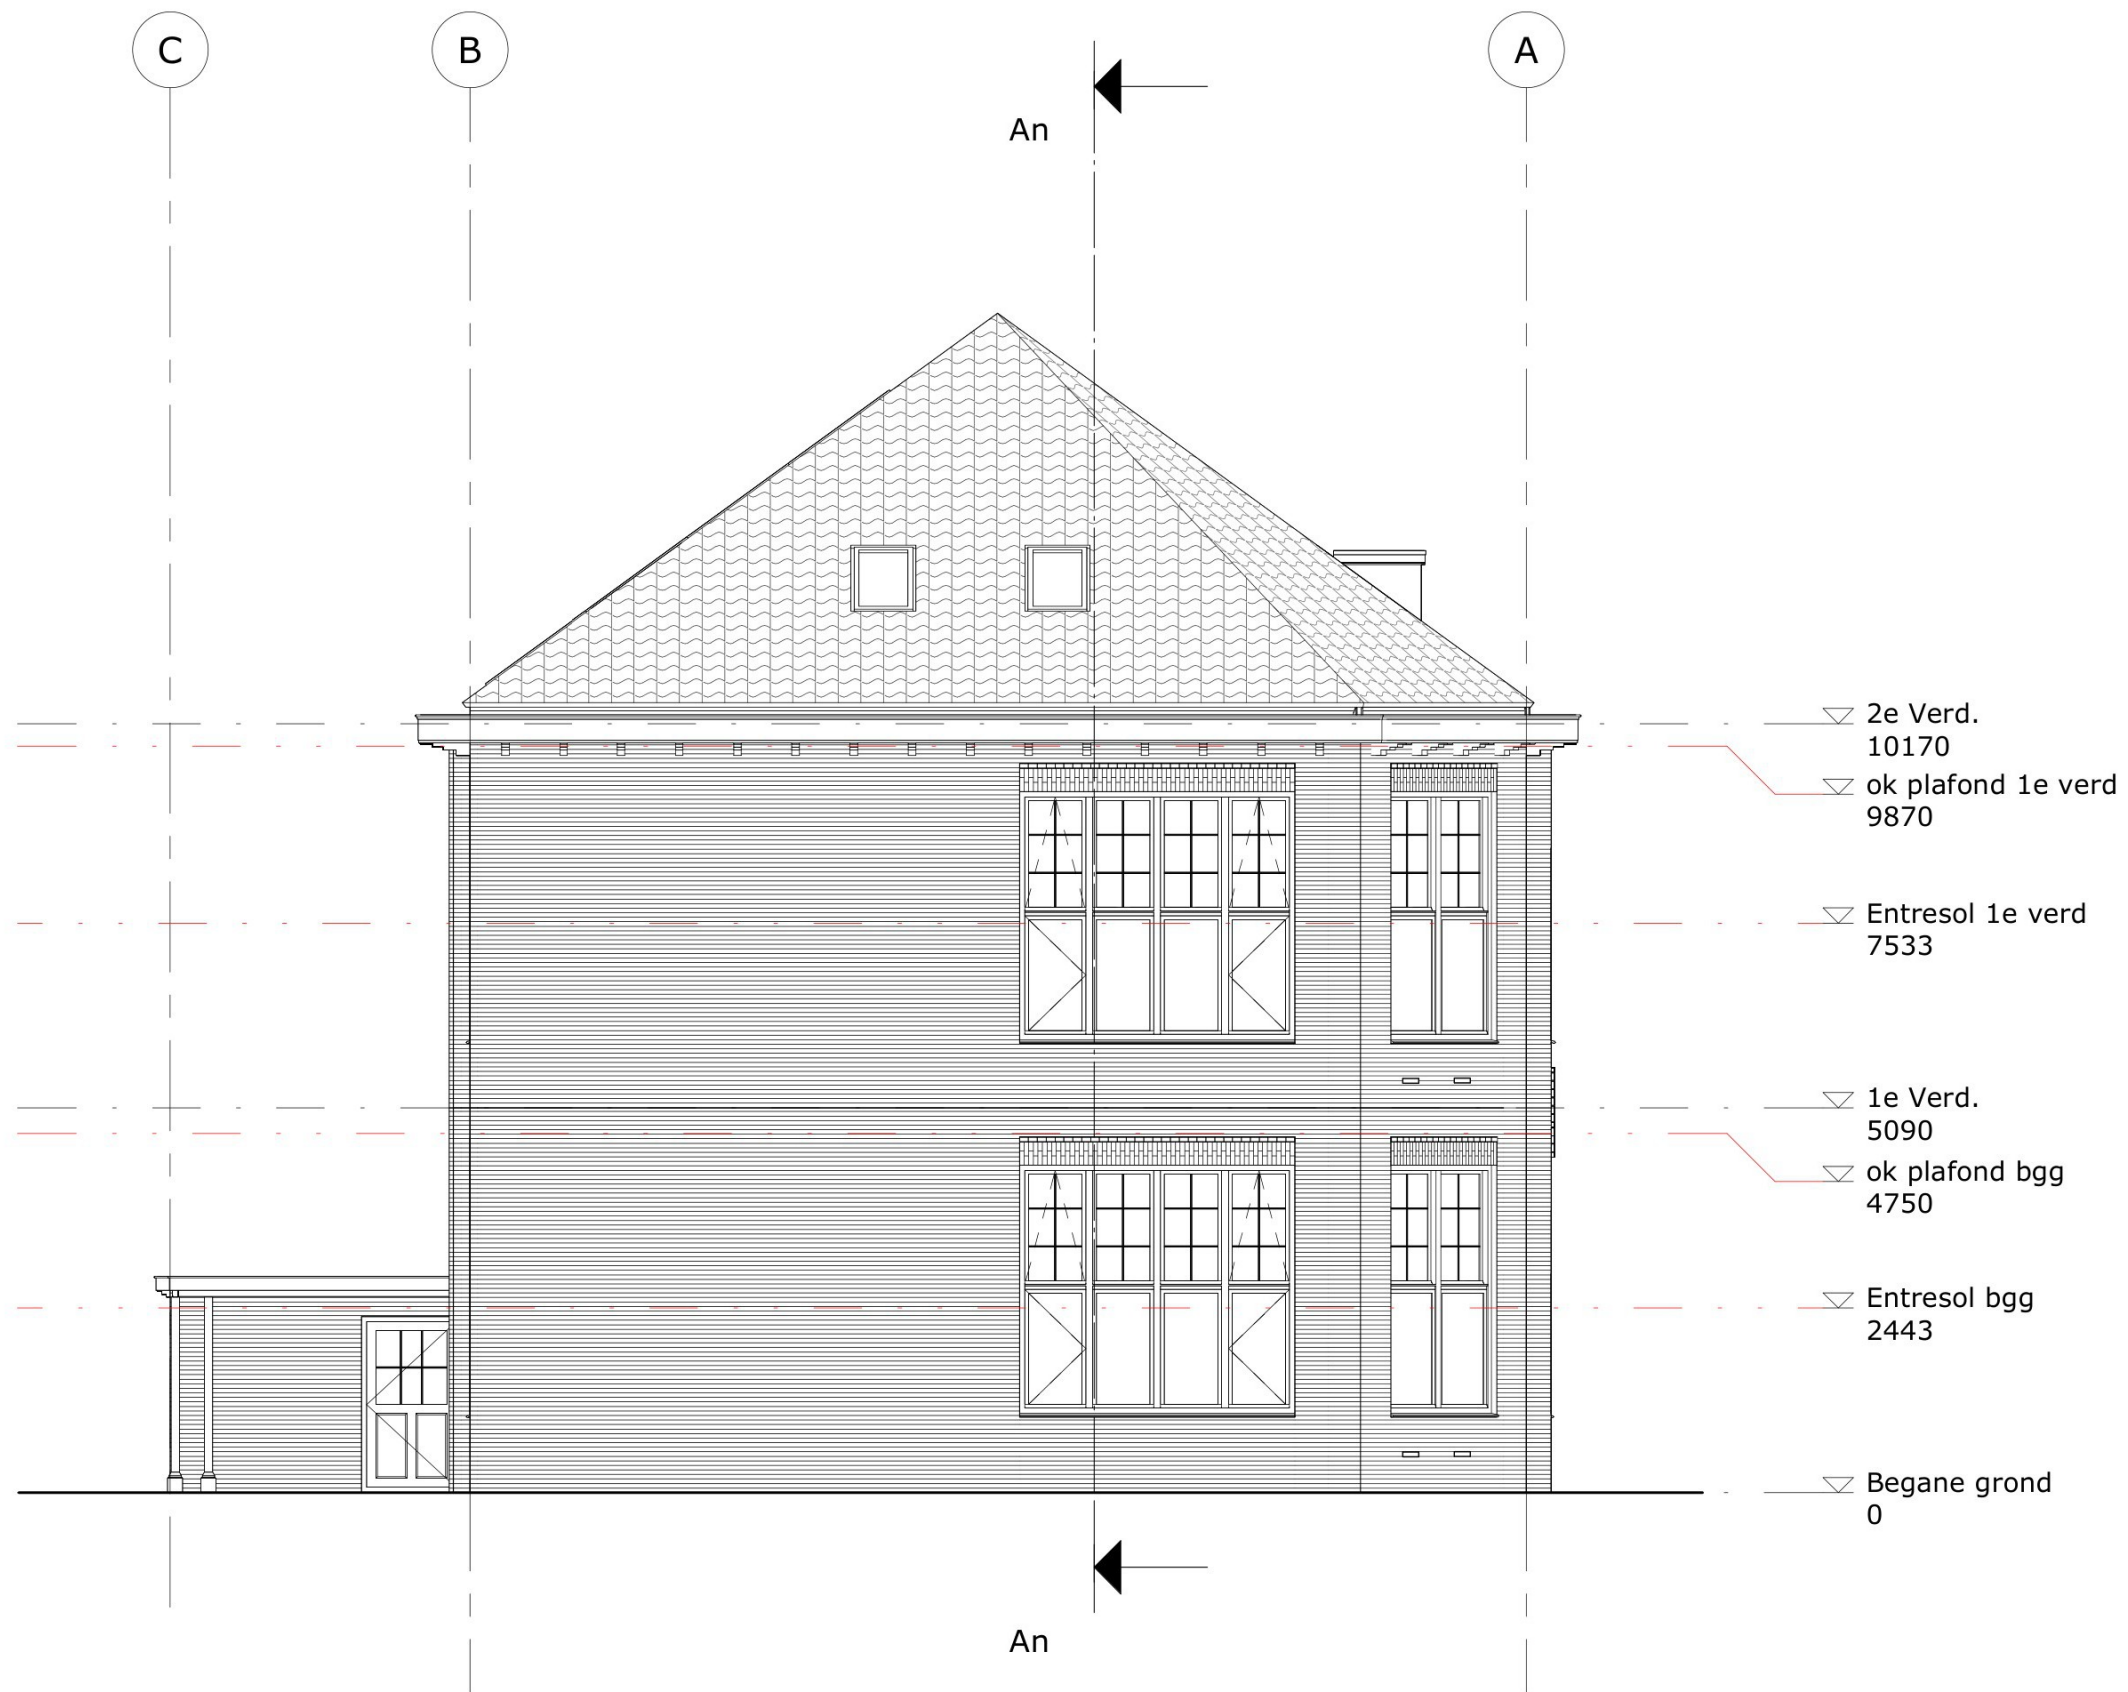 C
B
A
An
2e Verd.
10170
ok plafond 1e verd
9870
Entresol 1e verd
7533
1e Verd.
5090
ok plafond bgg
4750
Entresol bgg
2443
Begane grond
0
An